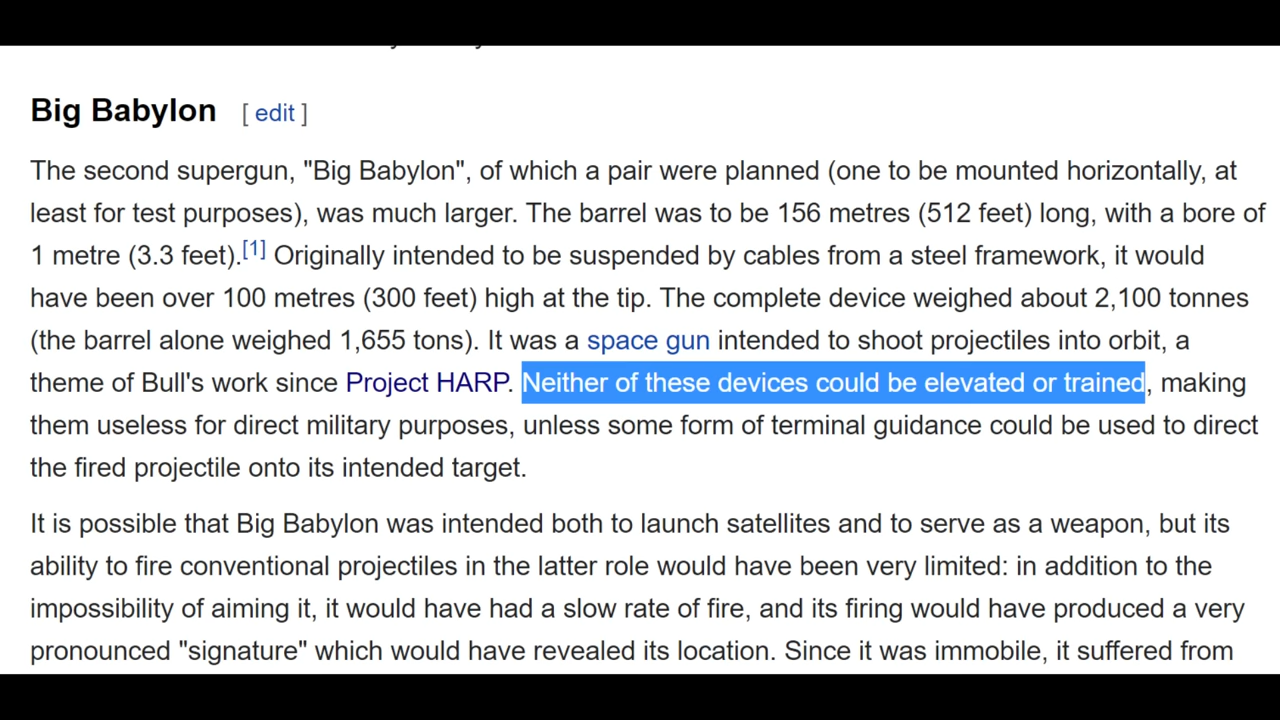 Big Babylon [ edit ]
The second supergun, "Big Babylon", of which a pair were planned (one to be mounted horizontally, at
least for test purposes), was much larger. The barrel was to be 156 metres (512 feet) long, with a bore of
1 metre (3.3 feet).[1] Originally intended to be suspended by cables from a steel framework, it would
have been over 100 metres (300 feet) high at the tip. The complete device weighed about 2,100 tonnes
(the barrel alone weighed 1,655 tons). It was a space gun intended to shoot projectiles into orbit, a
theme of Bull's work since Project HARP. Neither of these devices could be elevated or trained, making
them useless for direct military purposes, unless some form of terminal guidance could be used to direct
the fired projectile onto its intended target.
It is possible that Big Babylon was intended both to launch satellites and to serve as a weapon, but its
ability to fire conventional projectiles in the latter role would have been very limited: in addition to the
impossibility of aiming it, it would have had a slow rate of fire, and its firing would have produced a very
pronounced "signature" which would have revealed its location. Since it was immobile, it suffered from